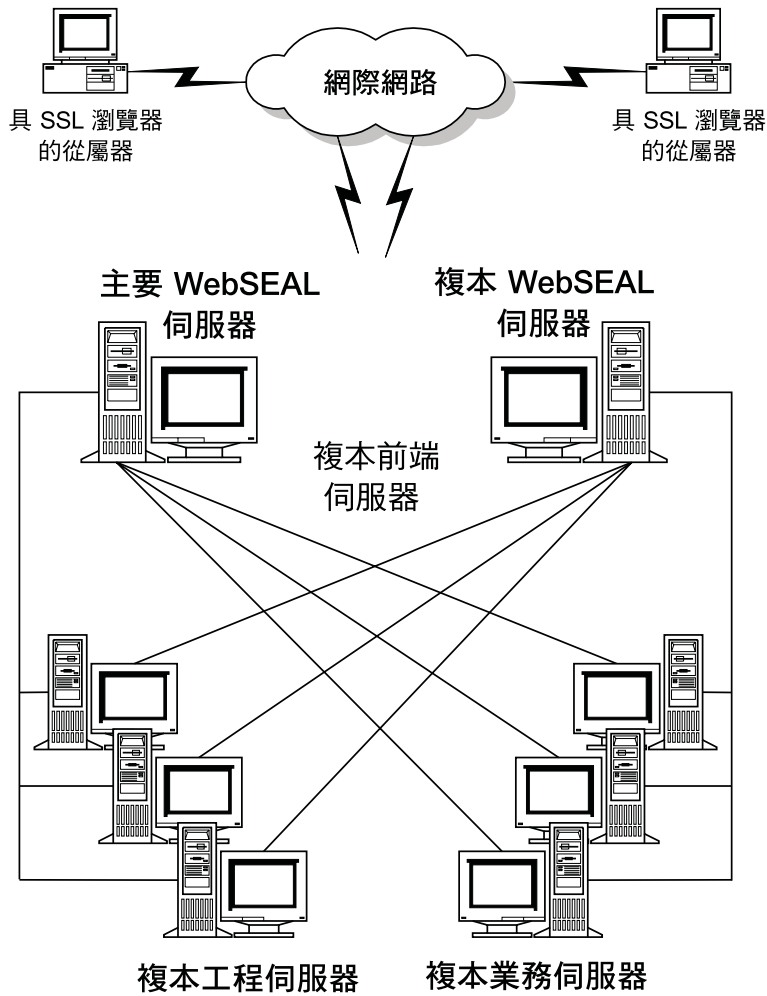 網際網路
具 SSL 瀏覽器
的從屬器
具 SSL 瀏覽器
的從屬器
主要 WebSEAL
伺服器
複本 WebSEAL
伺服器
複本前端
伺服器
複本工程伺服器
複本業務伺服器